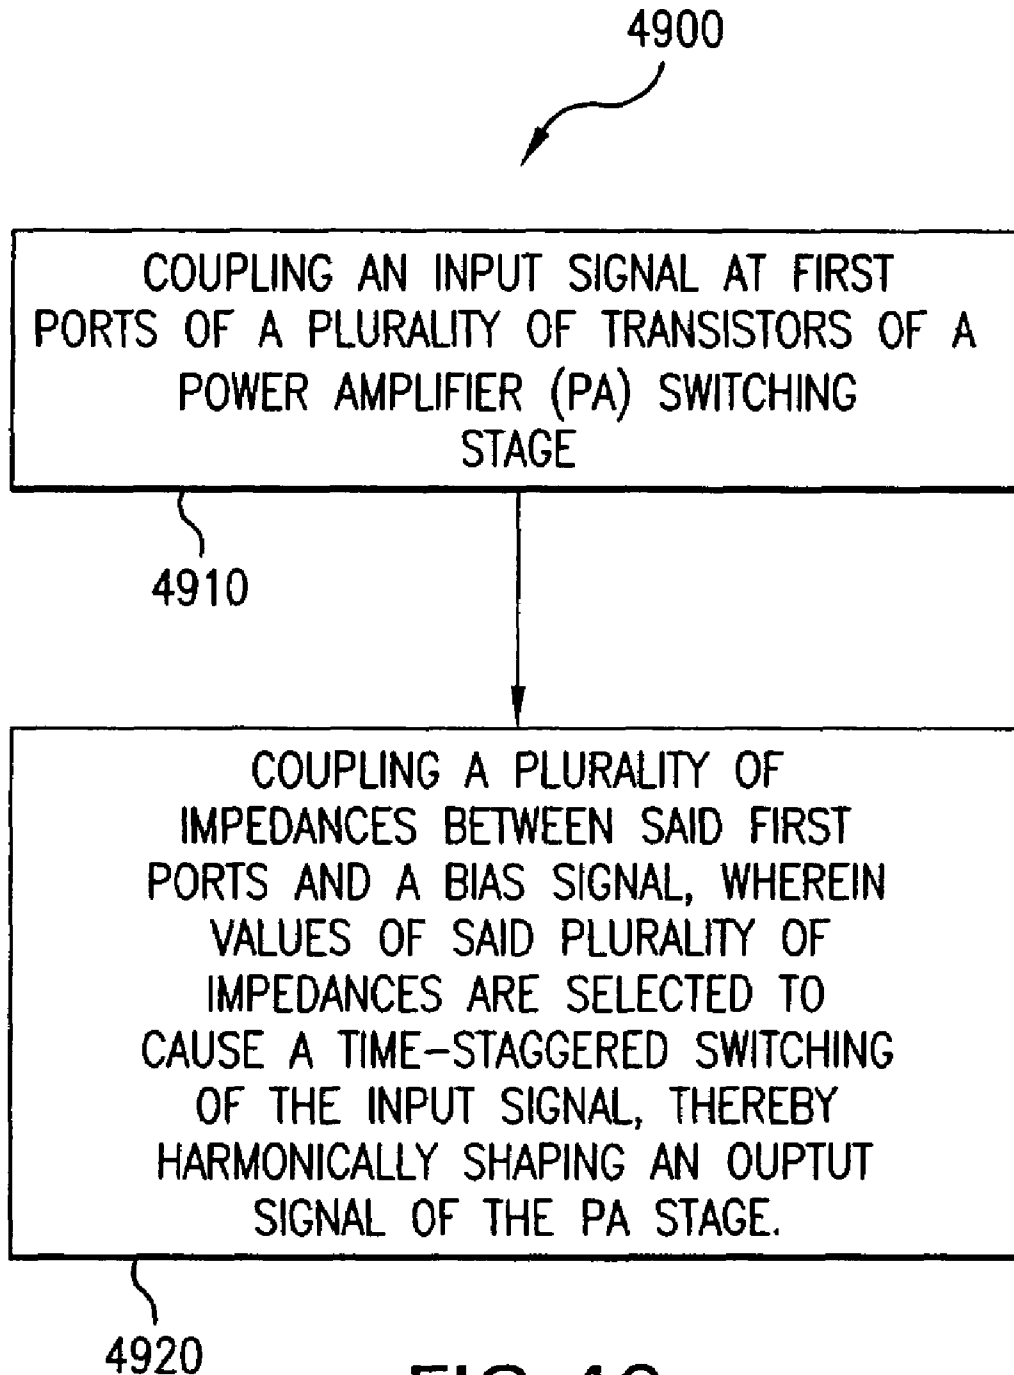 4900
COUPLING AN INPUT SIGNAL AT FIRST
PORTS OF A PLURALITY OF TRANSISTORS OF A
POWER AMPLIFIER (PA) SWITCHING
STAGE
4910
COUPLING A PLURALITY OF
IMPEDANCES BETWEEN SAID FIRST
PORTS AND A BIAS SIGNAL, WHEREIN
VALUES OF SAID PLURALITY OF
IMPEDANCES ARE SELECTED TO
CAUSE A TIME-STAGGERED SWITCHING
OF THE INPUT SIGNAL, THEREBY
HARMONICALLY SHAPING AN OUPTUT
SIGNAL OF THE PA STAGE.
4920